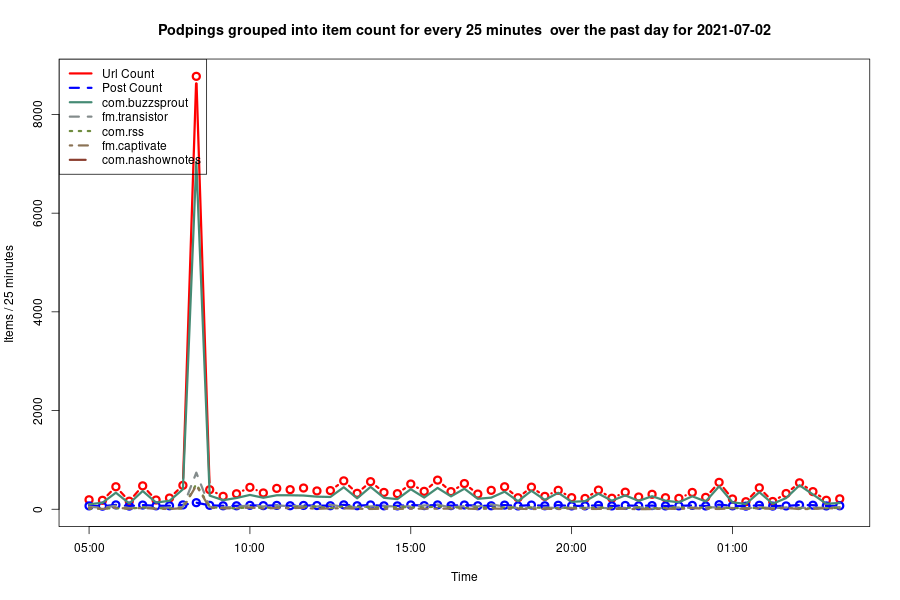 Podpings grouped into item count for every 25 minutes  over the past day for 2021-07-02
Url Count
Post Count
com.buzzsprout
fm.transistor
com.rss
fm.captivate
com.nashownotes
8000
6000
4000
2000
0
Items / 25 minutes
05:00
10:00
15:00
20:00
01:00
Time